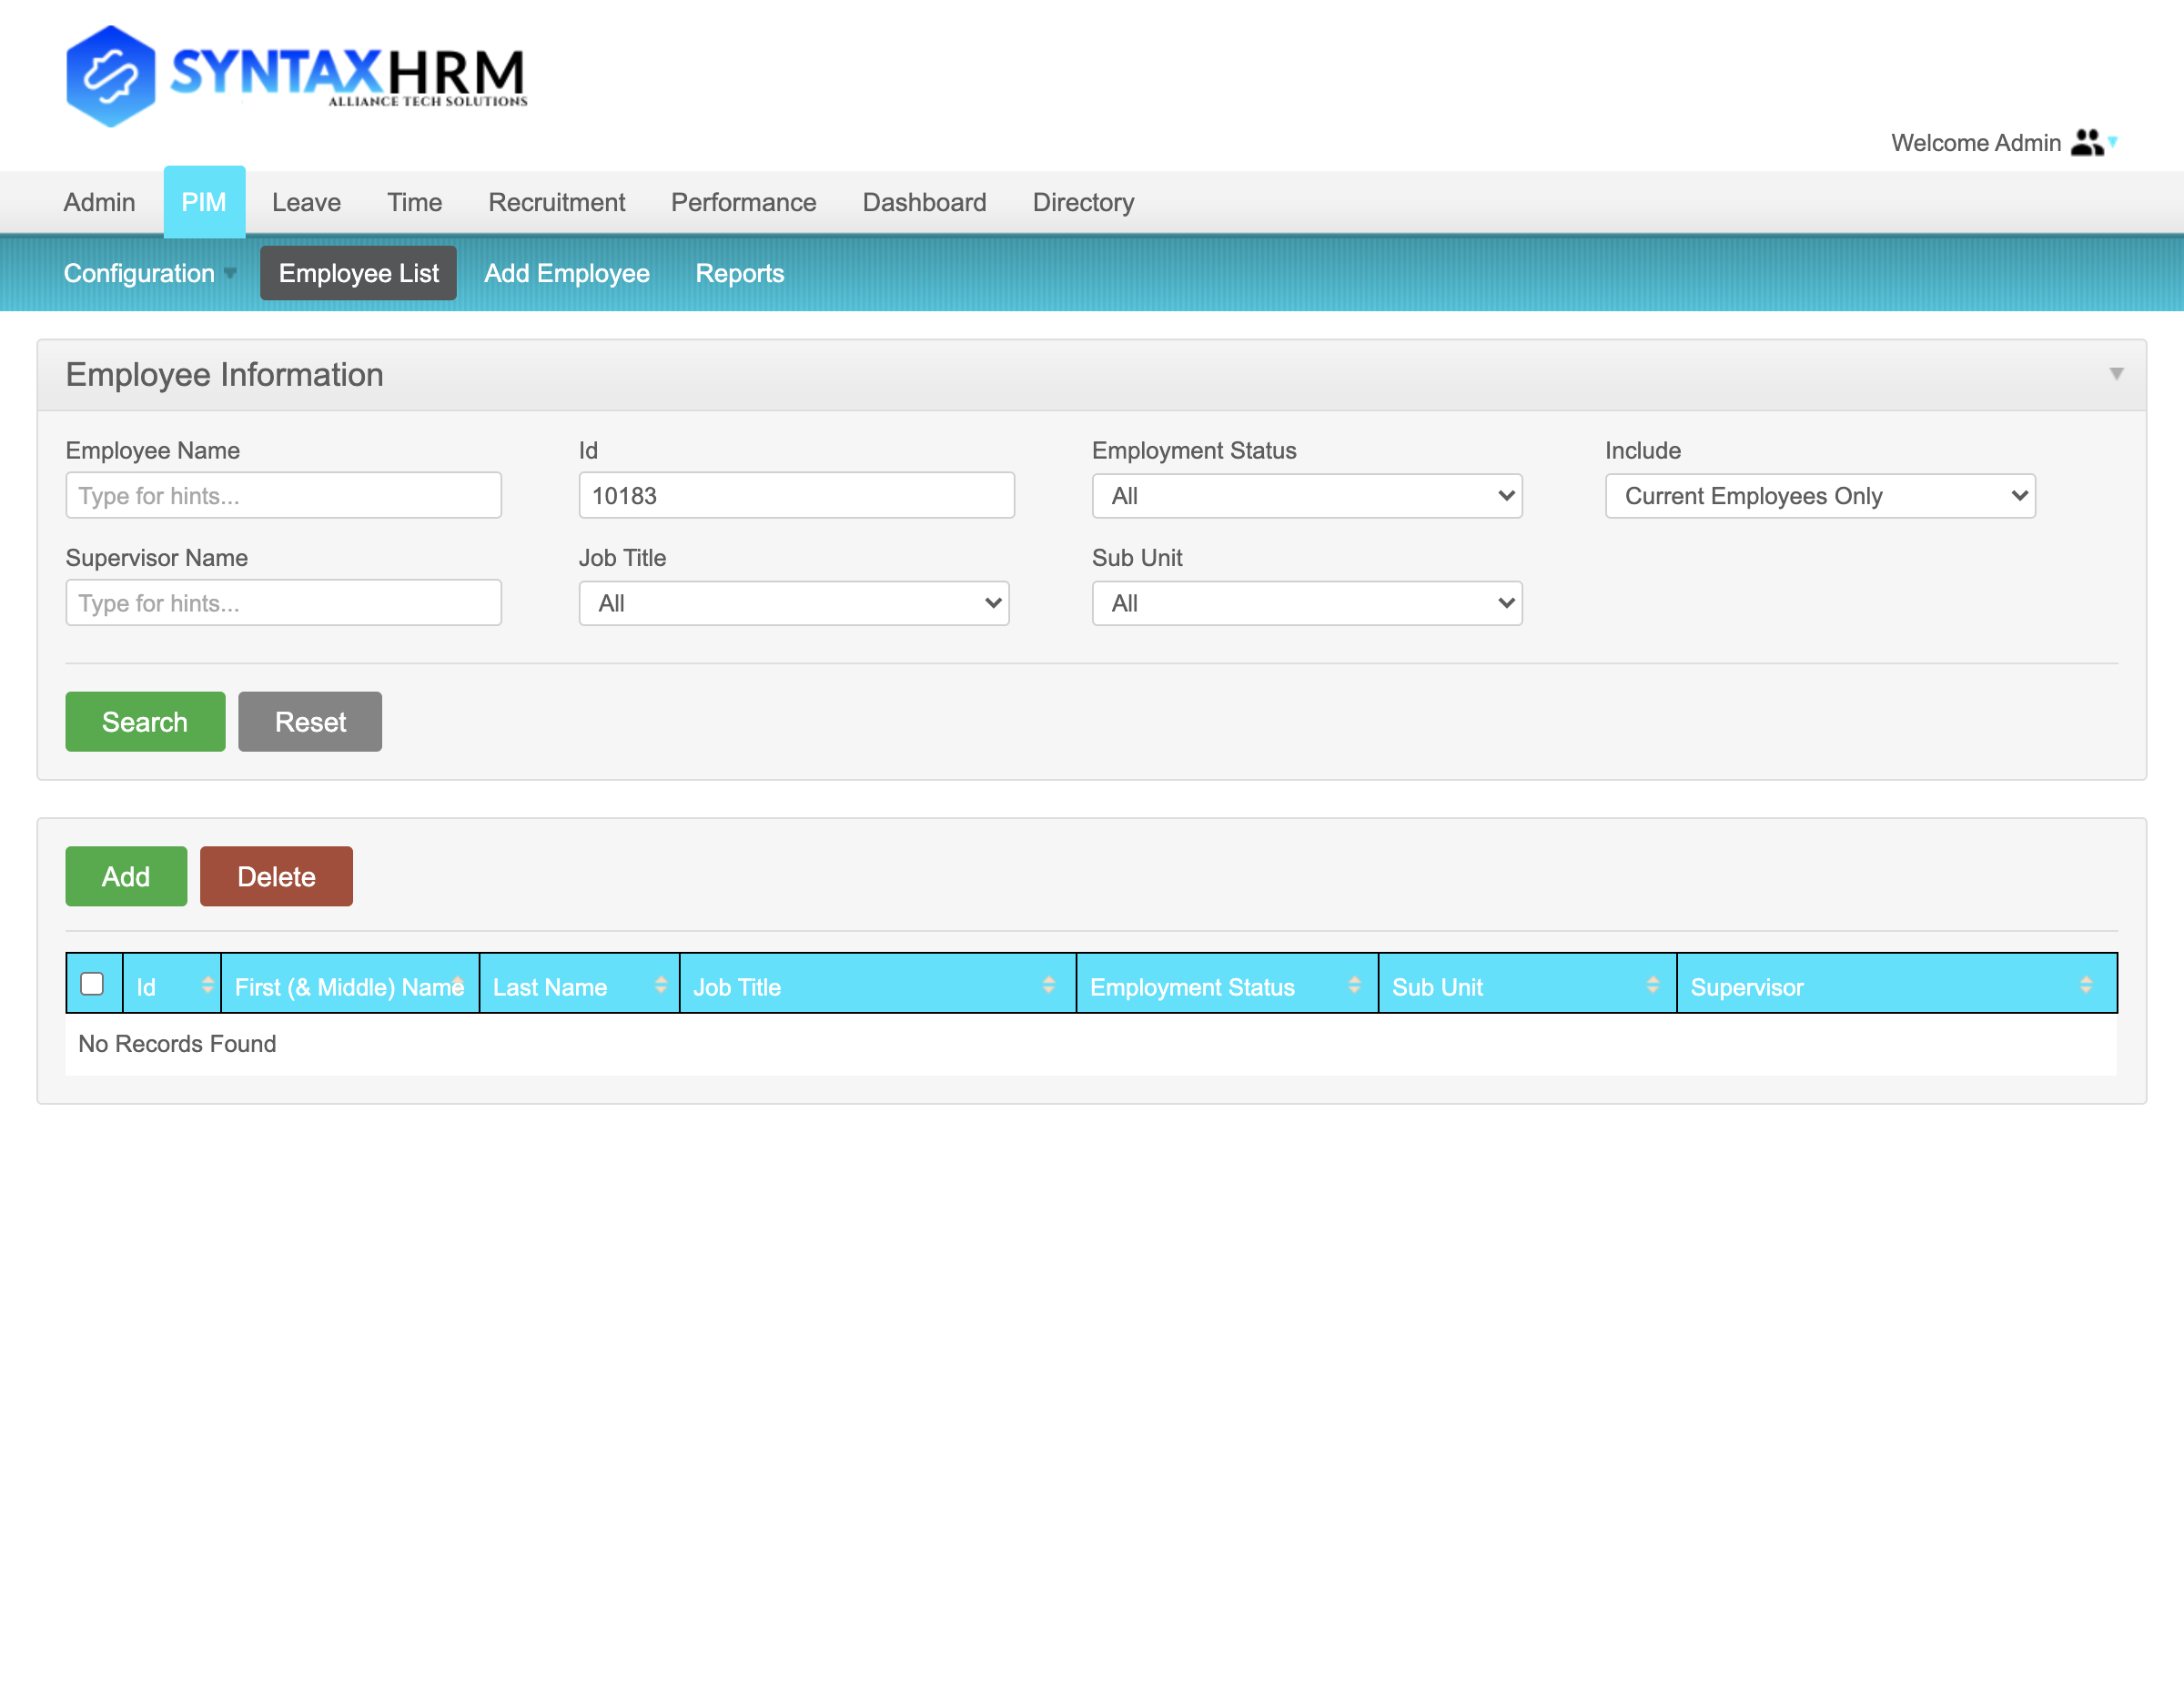 SYNTAXHRM
ALLIANCE TECH SOLUTIONS
Welcome Admin
Admin PIM Leave Time Recruitment Performance Dashboard Directory
Configuration Employee List Add Employee Reports
Employee Information
Employee Name Id Employment Status Include
Type for hints... 10183 All Current Employees Only
Supervisor Name Job Title Sub Unit
Type for hints... All All
Search Reset
Add Delete
Id First (& Middle) Name Last Name Job Title Employment Status Sub Unit Supervisor
No Records Found